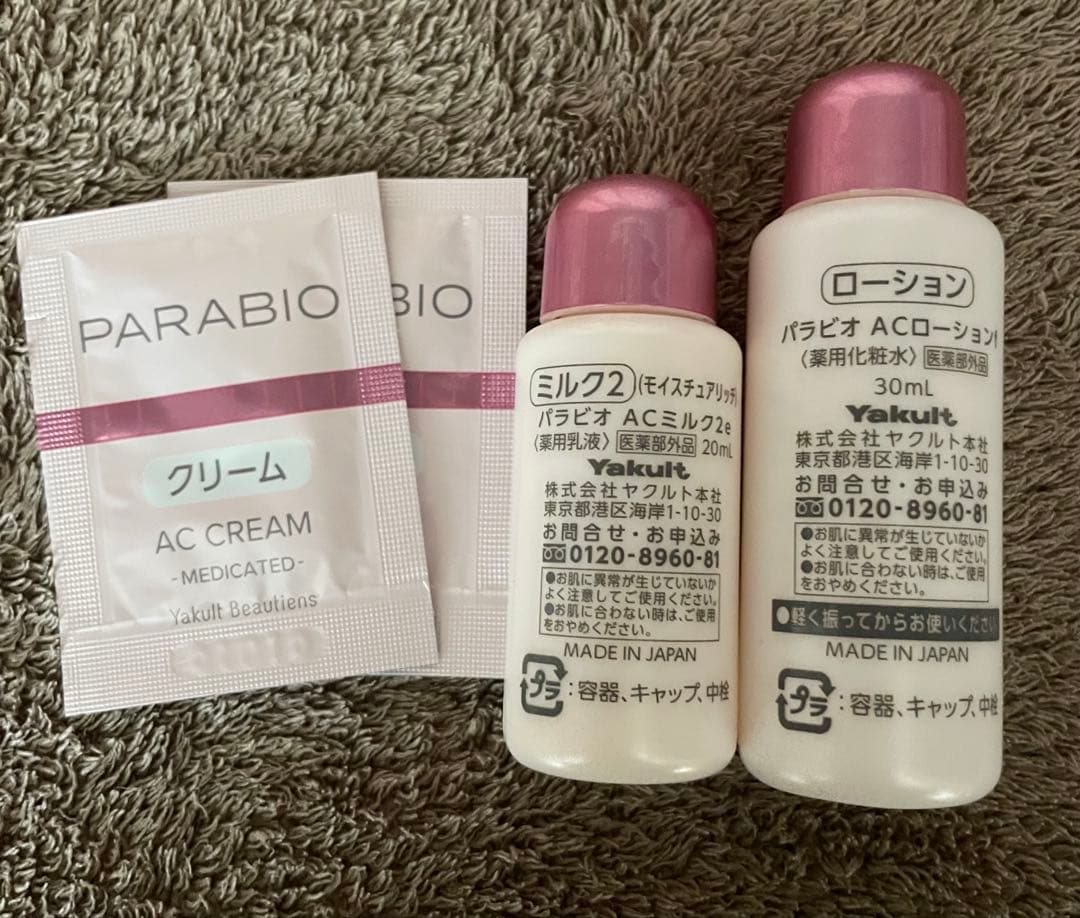 PARABIO
クリーム
AC CREAM
-MEDICATED-
Yakult Beautiens
BIO
ミルク2 (モイスチュアリッチ)
パラビオ ACミルク2e
〈薬用乳液〉 医薬部外品 20mL
Yakult
株式会社ヤクルト本社
東京都港区海岸1-10-30
お問合せ・お申込み
0120-8960-81
●お肌に異常が生じていないか
よく注意してご使用ください。
●お肌に合わない時は、ご使用
をおやめください。
MADE IN JAPAN
プラ:容器、キャップ、中栓
ローション
パラビオ ACローション
〈薬用化粧水〉 医薬部外品
30mL
Yakult
株式会社ヤクルト本社
東京都港区海岸1-10-30
お問合せ・お申込み
0120-8960-81
●お肌に異常が生じていないか
よく注意してご使用ください。
●お肌に合わない時は、ご使用
をおやめください。
●軽く振ってからお使いください
MADE IN JAPAN
プラ:容器、キャップ、中栓